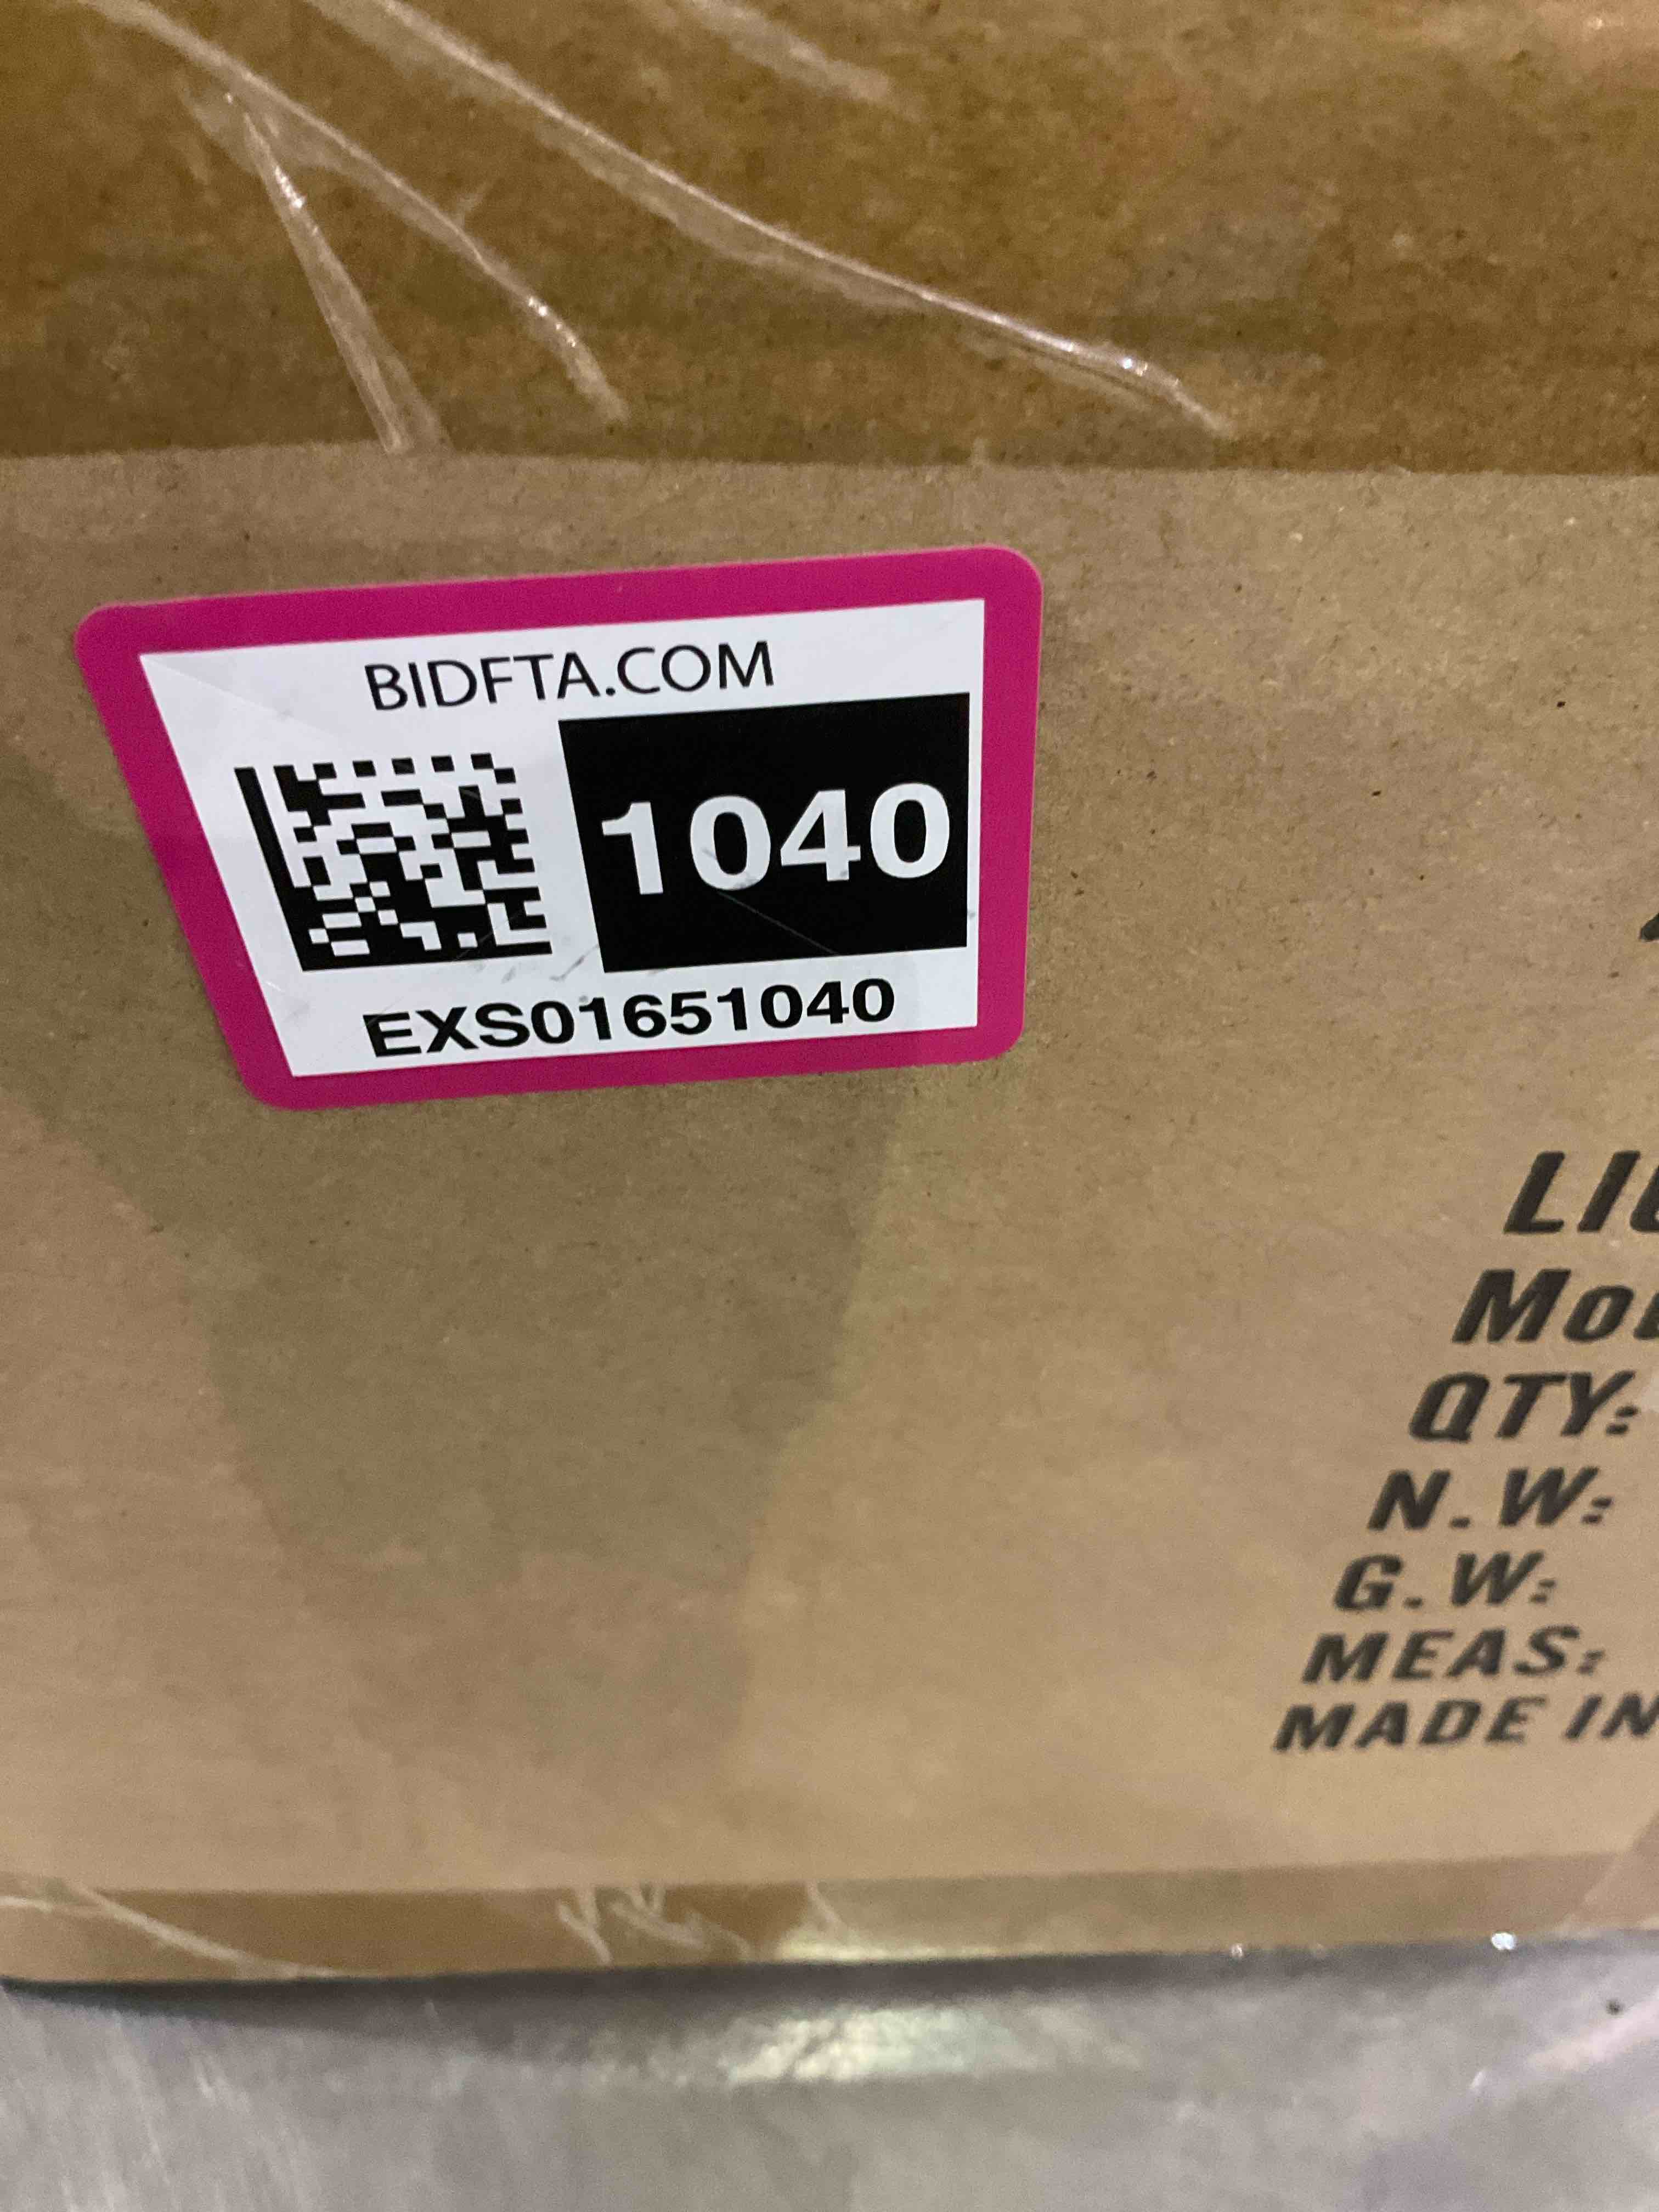 BIDFTA.COM
1040
EXS01651040
QTY:
N.W:
G.W:
MEAS:
MADE IN